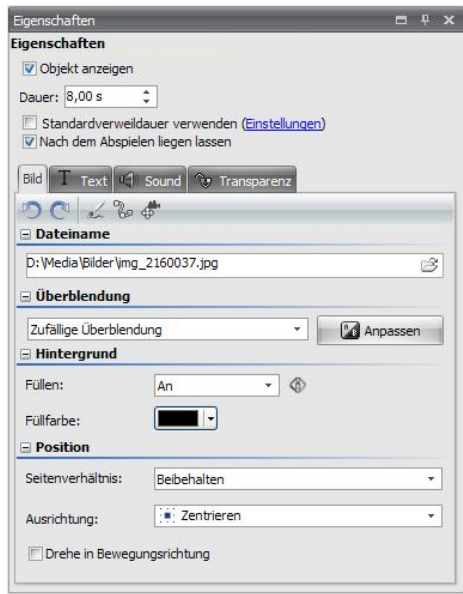 Eigenschaften
Eigenschaften
Objekt anzeigen
Dauer: 8,00 s
Standardverweildauer verwenden (Einstellungen)
Nach dem Abspielen liegen lassen
Bild T Text Sound Transparenz
Dateiname
D:\Media\Bilder\img_2160037.jpg
Überblendung
Zufällige Überblendung Anpassen
Hintergrund
Füllen: An
Füllfarbe:
Position
Seitenverhältnis: Beibehalten
Ausrichtung: Zentrieren
Drehe in Bewegungsrichtung